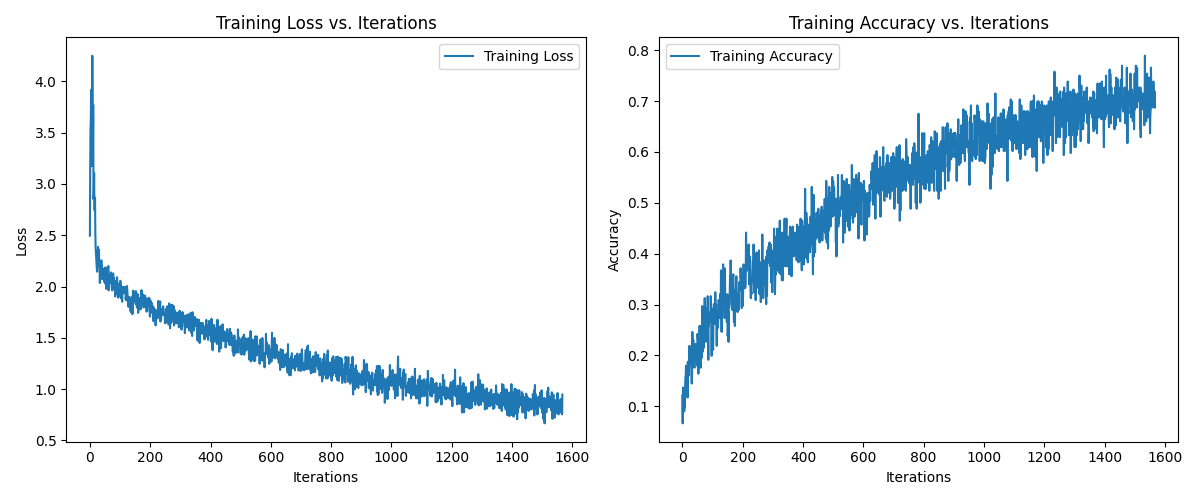 Training Loss vs. Iterations
Training Loss
4.0
3.5
3.0
2.5
2.0
1.5
1.0
0.5
Loss
0 200 400 600 800 1000 1200 1400 1600
Iterations
Training Accuracy vs. Iterations
Training Accuracy
0.8
0.7
0.6
0.5
0.4
0.3
0.2
0.1
Accuracy
0 200 400 600 800 1000 1200 1400 1600
Iterations